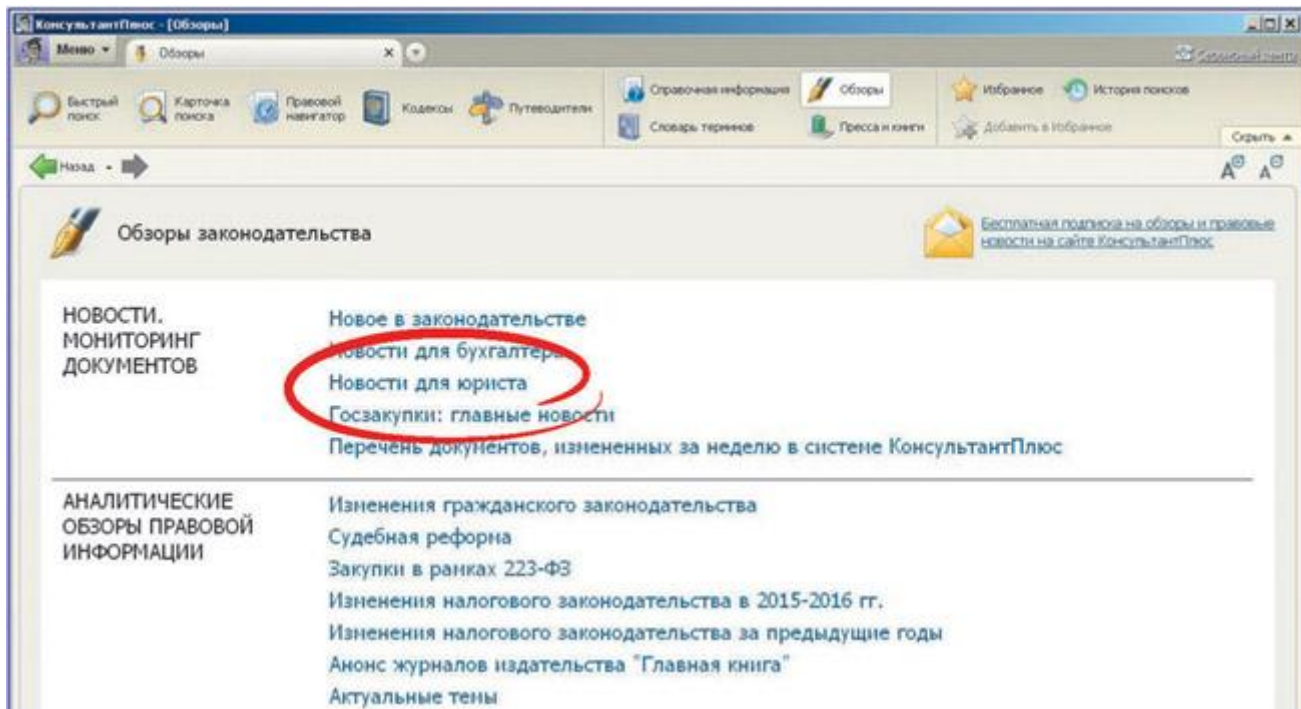 КонсультантПлюс - [Обзоры]
Меню
Обзоры
Сервисный центр
Быстрый поиск
Карточка поиска
Правовой навигатор
Кодексы
Путеводители
Справочная информация
Словарь терминов
Обзоры
Пресса и книги
Избранное
История поисков
Добавить в Избранное
Скрыть
Назад
Обзоры законодательства
Бесплатная подписка на обзоры и правовые
новости на сайте КонсультантПлюс
НОВОСТИ.
МОНИТОРИНГ
ДОКУМЕНТОВ
Новое в законодательстве
Новости для бухгалтера
Новости для юриста
Госзакупки: главные новости
Перечень документов, измененных за неделю в системе КонсультантПлюс
АНАЛИТИЧЕСКИЕ
ОБЗОРЫ ПРАВОВОЙ
ИНФОРМАЦИИ
Изменения гражданского законодательства
Судебная реформа
Закупки в рамках 223-ФЗ
Изменения налогового законодательства в 2015-2016 гг.
Изменения налогового законодательства за предыдущие годы
Анонс журналов издательства "Главная книга"
Актуальные темы